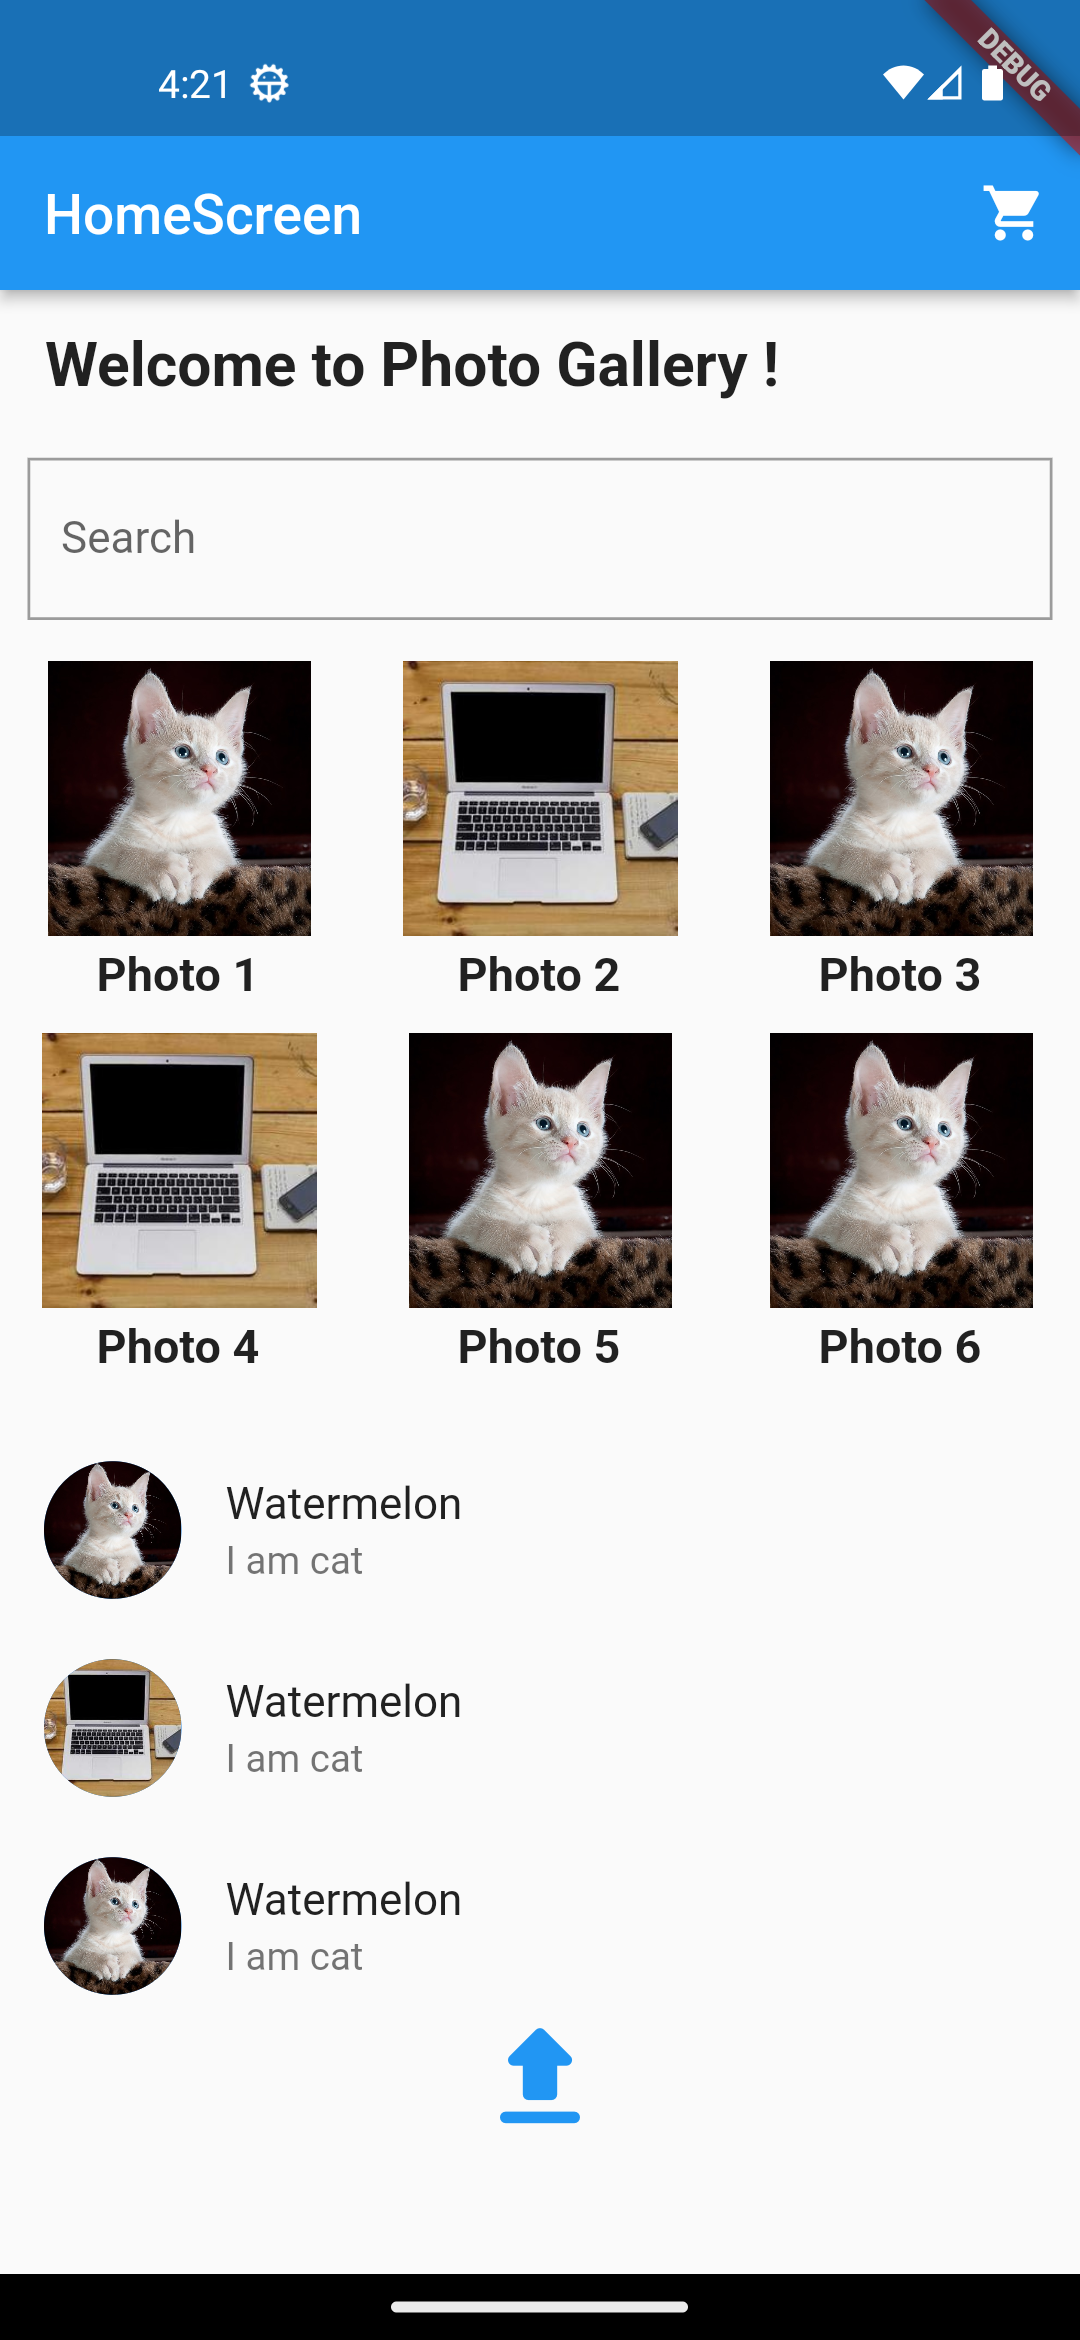 4:21
DEBUG
HomeScreen
Welcome to Photo Gallery !
Search
Photo 1
Photo 2
Photo 3
Photo 4
Photo 5
Photo 6
Watermelon
I am cat
Watermelon
I am cat
Watermelon
I am cat